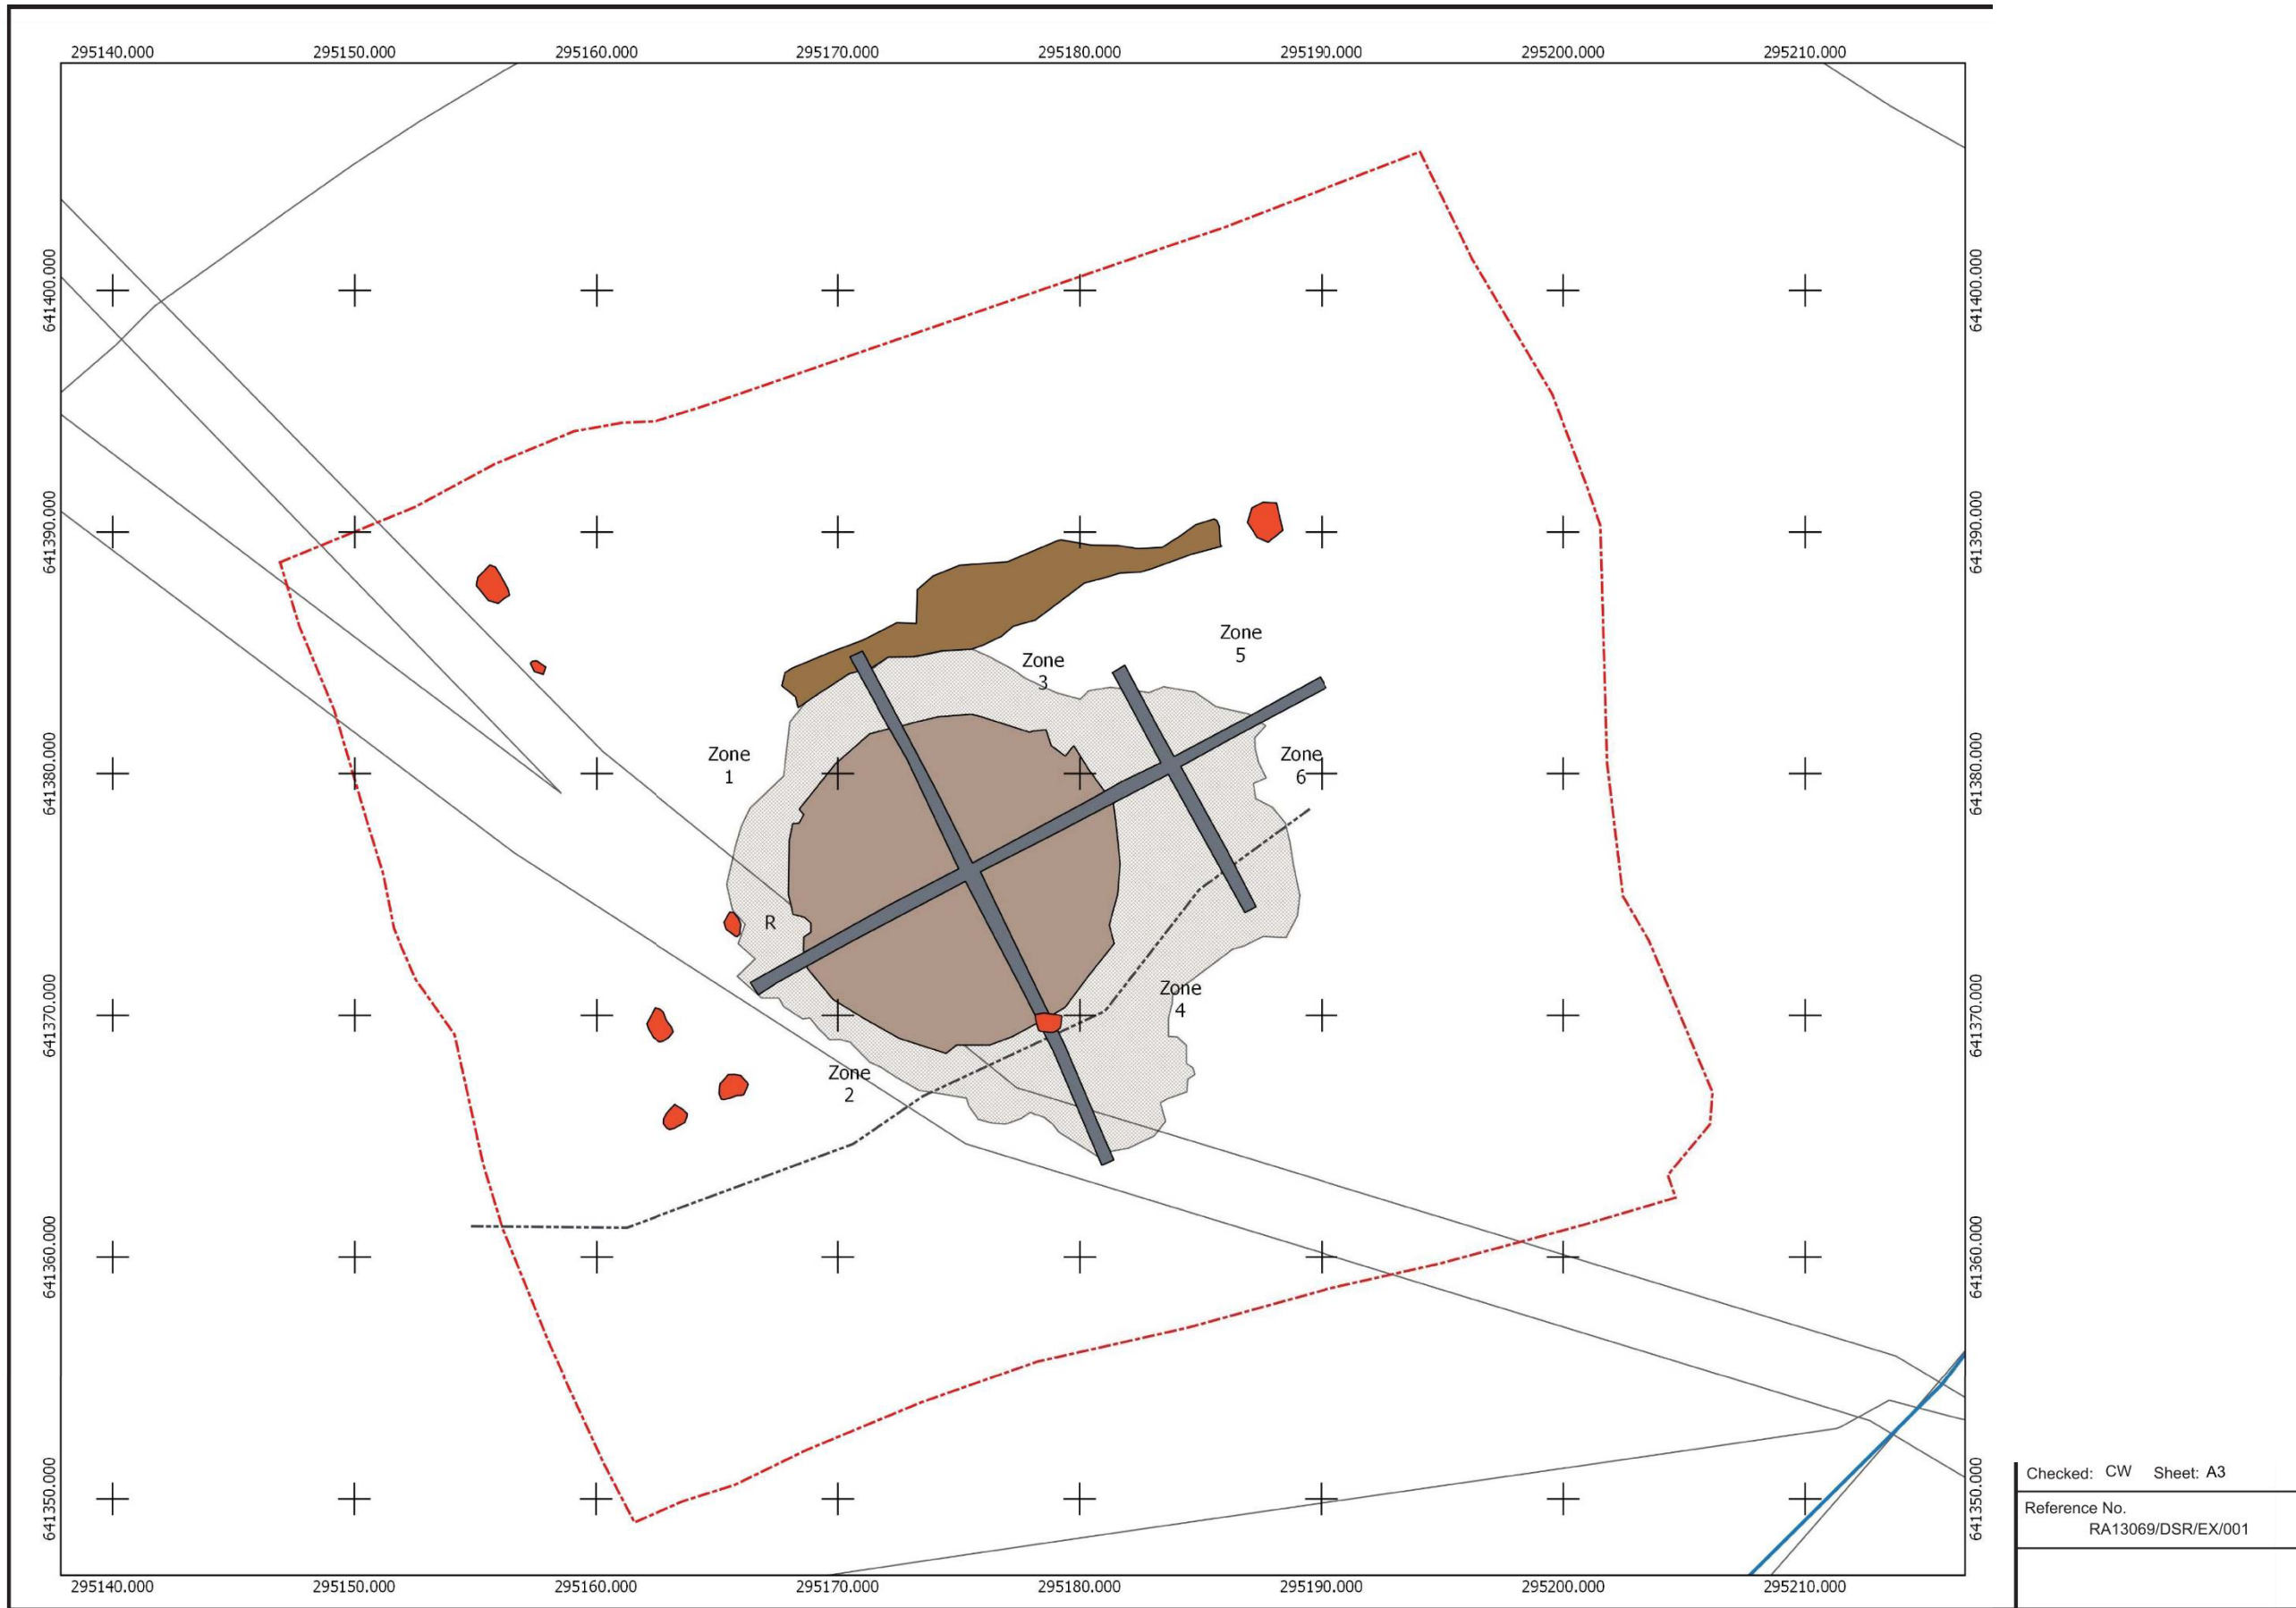 295140.000 295150.000 295160.000 295170.000 295180.000 295190.000 295200.000 295210.000
641400.000
641400.000
641390.000
641390.000
Zone
5
Zone
3
Zone
1
Zone
6
641380.000
641380.000
R
Zone
4
641370.000
641370.000
Zone
2
641360.000
641360.000
641350.000
641350.000
295140.000 295150.000 295160.000 295170.000 295180.000 295190.000 295200.000 295210.000
Checked: CW Sheet: A3
Reference No.
RA13069/DSR/EX/001